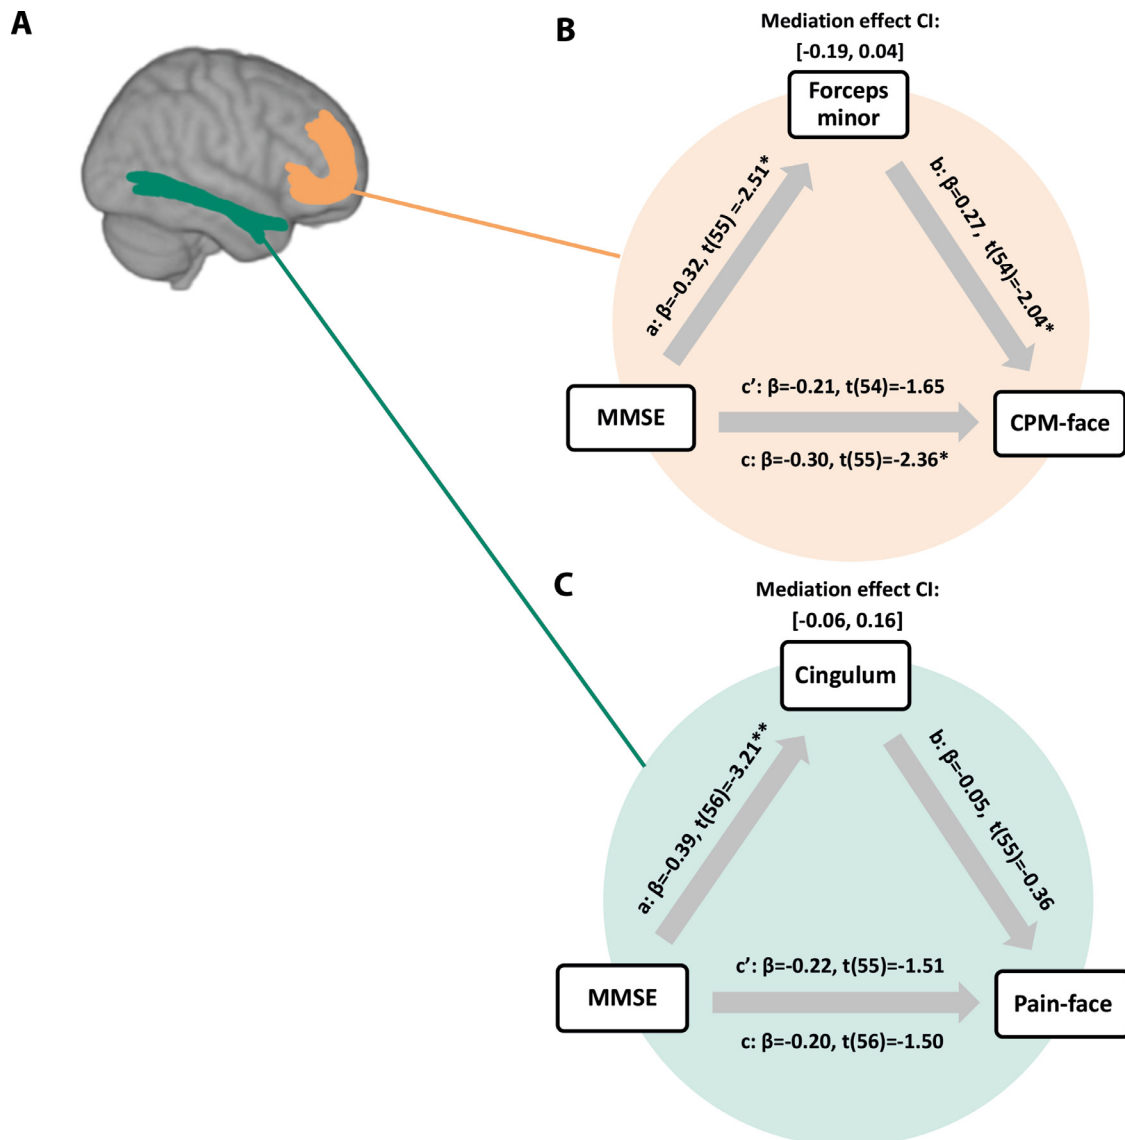 A
B
Mediation effect CI:
[-0.19, 0.04]
Forceps
minor
a: β=-0.32, t(55) =-2.51*
b: β=0.27, t(54)=-2.04*
MMSE
c’: β=-0.21, t(54)=-1.65
c: β=-0.30, t(55)=-2.36*
CPM-face
C
Mediation effect CI:
[-0.06, 0.16]
Cingulum
a: β=-0.39, t(56)=-3.21**
b: β=-0.05, t(55)=-0.36
MMSE
c’: β=-0.22, t(55)=-1.51
c: β=-0.20, t(56)=-1.50
Pain-face